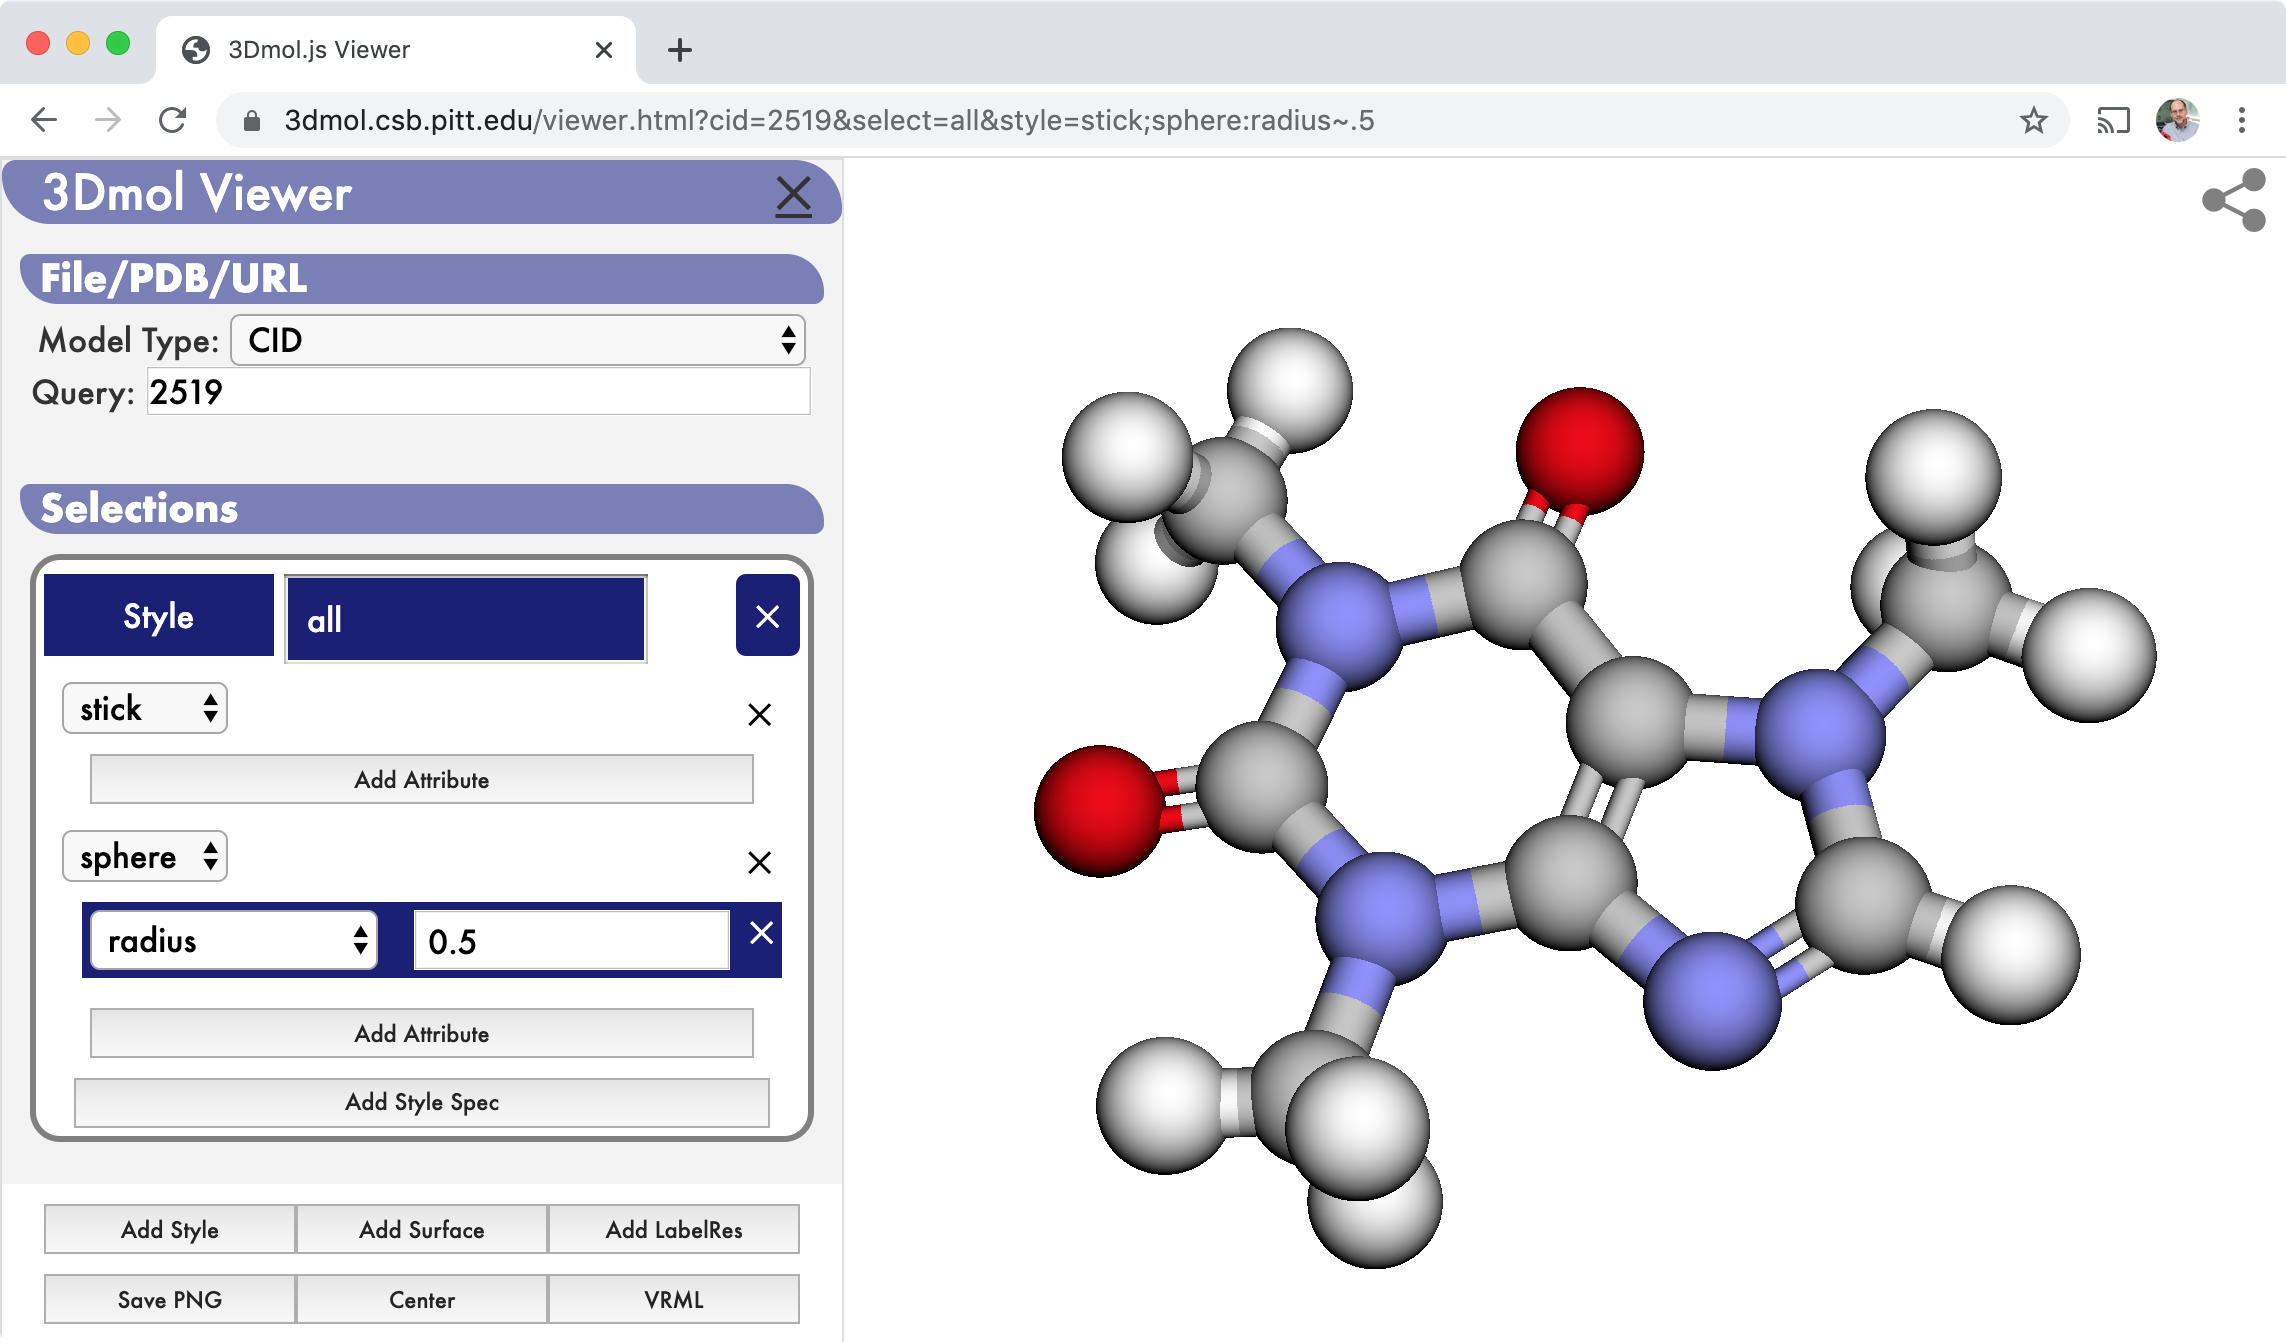 3Dmol.js Viewer
3dmol.csb.pitt.edu/viewer.html?cid=2519&select=all&style=stick;sphere:radius~.5
3Dmol Viewer
File/PDB/URL
Model Type: CID
Query: 2519
Selections
Style all
stick
Add Attribute
sphere
radius 0.5
Add Attribute
Add Style Spec
Add Style Add Surface Add LabelRes
Save PNG Center VRML